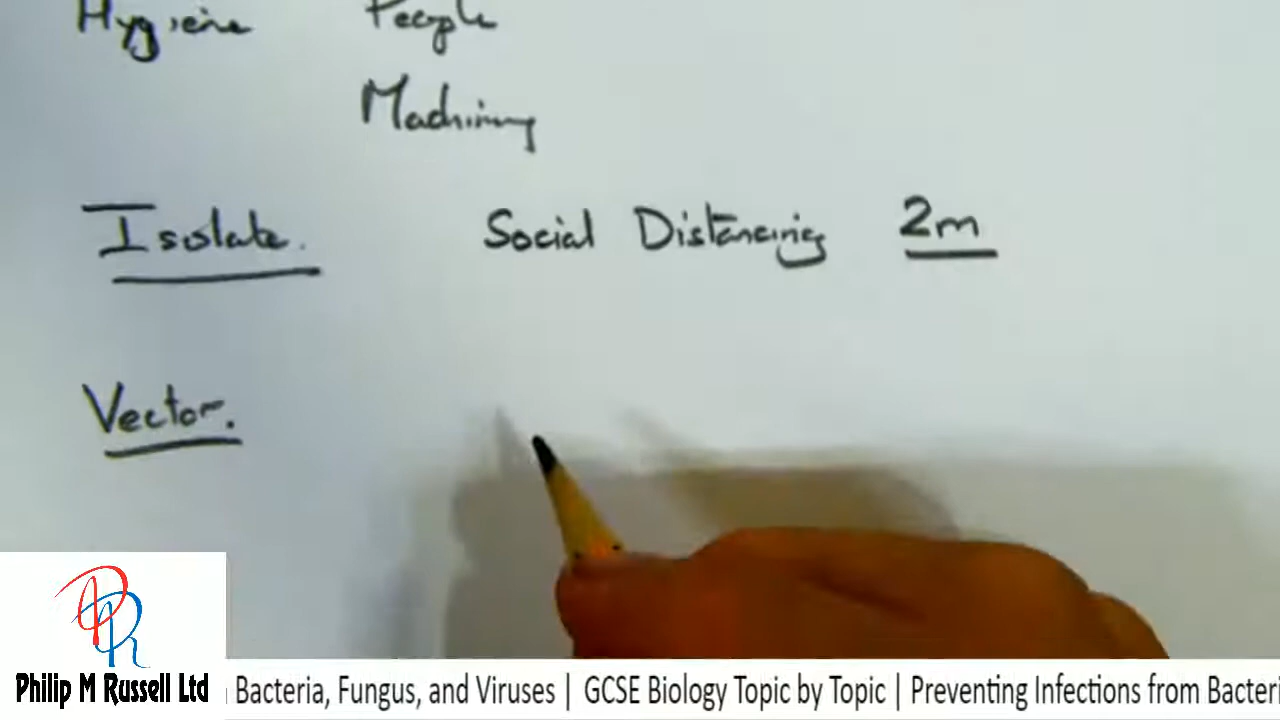 Hygiene People
Machinery
Isolate. Social Distancing 2m
Vector.
Philip M Russell Ltd
Bacteria, Fungus, and Viruses | GCSE Biology Topic by Topic | Preventing Infections from Bacteri